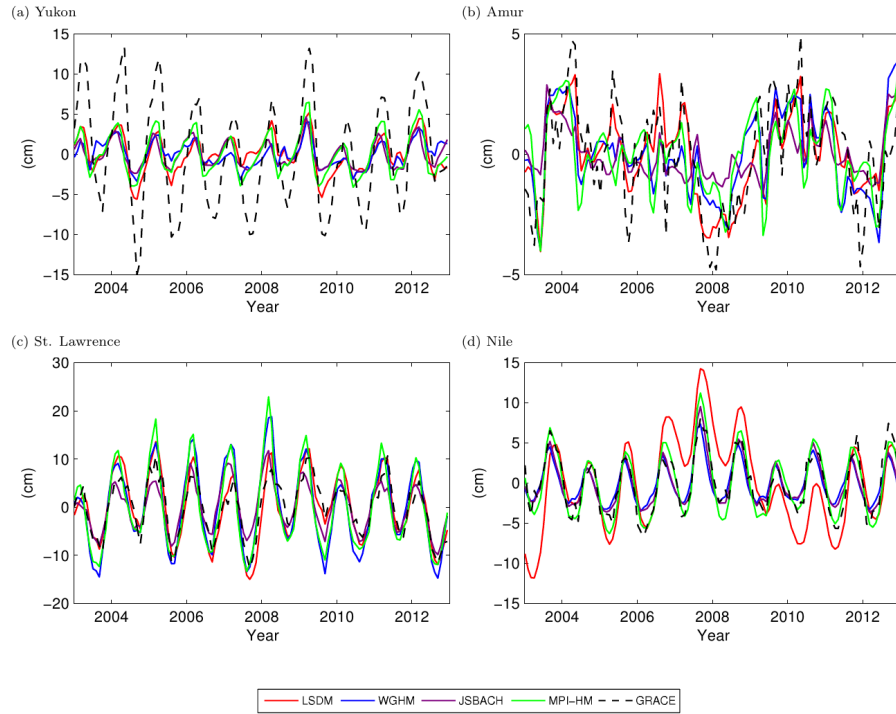 (a) Yukon
(b) Amur
15
10
5
0
−5
−10
−15
(cm)
2004 2006 2008 2010 2012
Year
5
0
−5
(cm)
2004 2006 2008 2010 2012
Year
(c) St. Lawrence
(d) Nile
30
20
10
0
−10
−20
(cm)
2004 2006 2008 2010 2012
Year
15
10
5
0
−5
−10
−15
(cm)
2004 2006 2008 2010 2012
Year
LSDM WGHM JSBACH MPI−HM GRACE